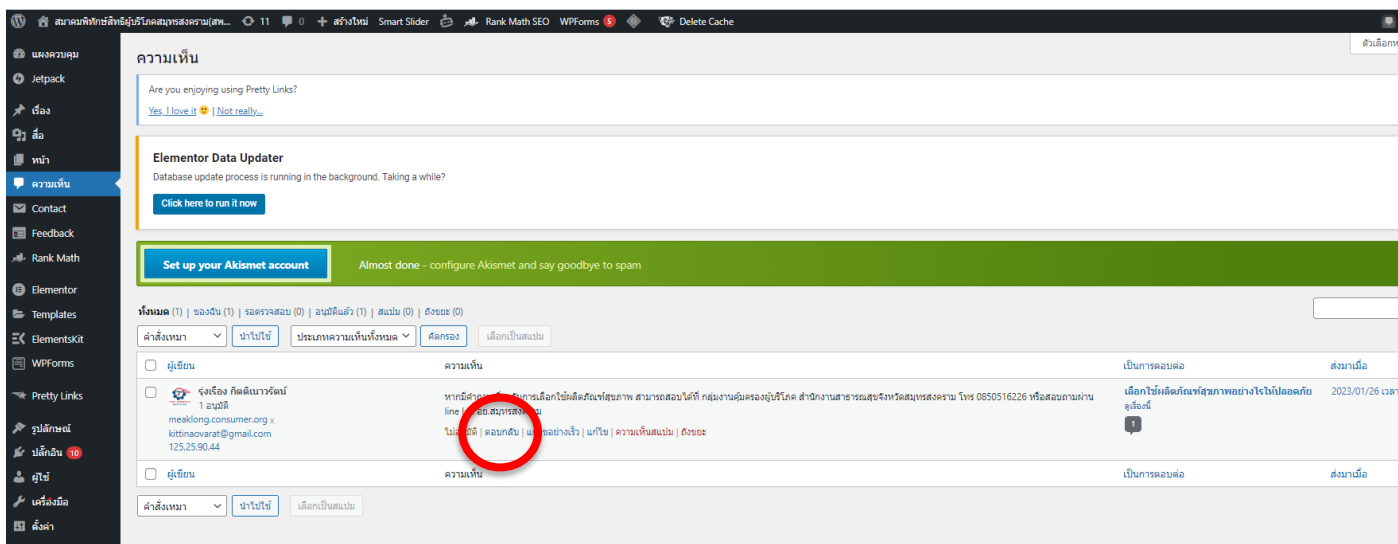 สมาคมพิทักษ์สิทธิผู้บริโภคสมุทรสงคราม(สพ... 11 0 + สร้างใหม่ Smart Slider Rank Math SEO WPForms 5 Delete Cache
แผงควบคุม
Jetpack
เรื่อง
สื่อ
หน้า
ความเห็น
Contact
Feedback
Rank Math
Elementor
Templates
ElementsKit
WPForms
Pretty Links
รูปลักษณ์
ปลั๊กอิน 10
ผู้ใช้
เครื่องมือ
ตั้งค่า
ความเห็น
Are you enjoying using Pretty Links?
Yes, I love it 🙂 | Not really...
Elementor Data Updater
Database update process is running in the background. Taking a while?
Click here to run it now
Set up your Akismet account Almost done - configure Akismet and say goodbye to spam
ทั้งหมด (1) | ของฉัน (1) | รอตรวจสอบ (0) | อนุมัติแล้ว (1) | สแปม (0) | ถังขยะ (0)
คำสั่งเหมา นำไปใช้ ประเภทความเห็นทั้งหมด คัดกรอง เลือกเป็นสแปม
ผู้เขียน ความเห็น เป็นการตอบต่อ ส่งมาเมื่อ
รุ่งเรือง กิตติเนาวรัตน์
1 อนุมัติ
meaklong.consumer.org x
kittinaovarat@gmail.com
125.25.90.44
การเลือกใช้ผลิตภัณฑ์สุขภาพ สามารถสอบได้ที่ กลุ่มงานคุ้มครองผู้บริโภค สำนักงานสาธารณสุขจังหวัดสมุทรสงคราม โทร 0850516226 หรือสอบถามผ่าน
line
| ตอบกลับ | | แก้ไข | ความเห็นสแปม | ถังขยะ
เลือกใช้ผลิตภัณฑ์สุขภาพอย่างไรให้ปลอดภัย
ดูเรื่องนี้
1
2023/01/26
ผู้เขียน ความเห็น เป็นการตอบต่อ ส่งมาเมื่อ
คำสั่งเหมา นำไปใช้ เลือกเป็นสแปม